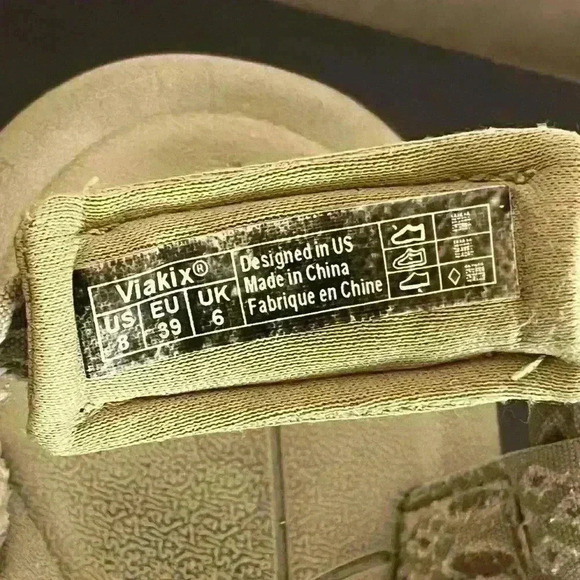 Viakix®
US EU UK
8 39 6
Designed in US
Made in China
Fabrique en Chine